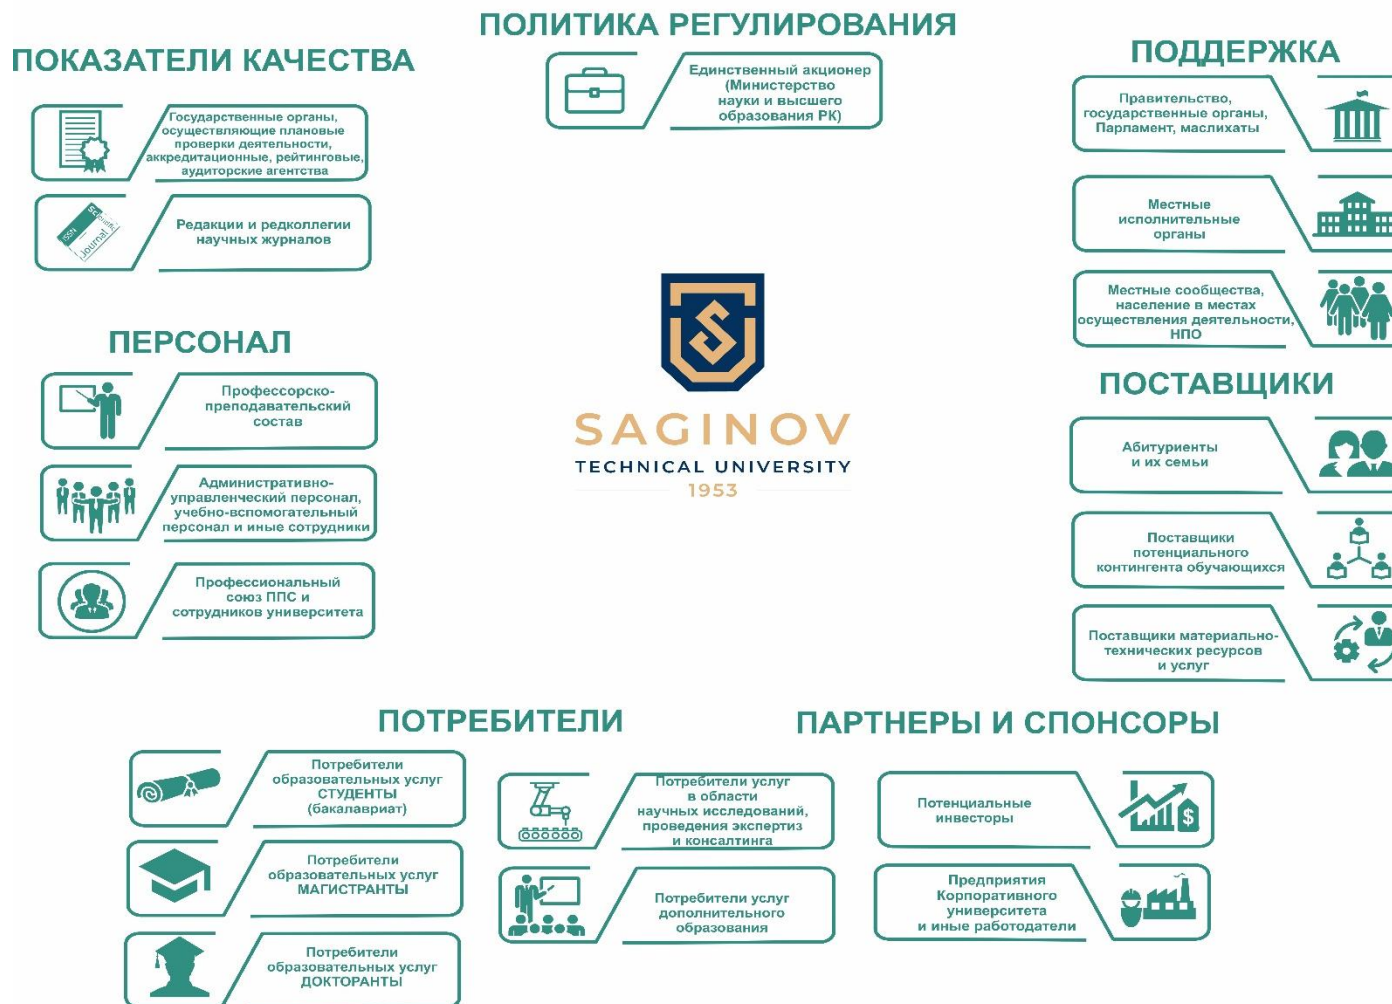 ПОЛИТИКА РЕГУЛИРОВАНИЯ
Единственный акционер
(Министерство
науки и высшего
образования РК)
ПОКАЗАТЕЛИ КАЧЕСТВА
Государственные органы,
осуществляющие плановые
проверки деятельности,
аккредитационные, рейтинговые,
аудиторские агентства
ISSN
Journal
Редакции и редколлегии
научных журналов
ПОДДЕРЖКА
Правительство,
государственные органы,
Парламент, маслихаты
Местные
исполнительные
органы
Местные сообщества,
население в местах
осуществления деятельности,
НПО
ПЕРСОНАЛ
Профессорско-
преподавательский
состав
Административно-
управленческий персонал,
учебно-вспомогательный
персонал и иные сотрудники
Профессиональный
союз ППС и
сотрудников университета
SAGINOV
TECHNICAL UNIVERSITY
1953
ПОСТАВЩИКИ
Абитуриенты
и их семьи
Поставщики
потенциального
контингента обучающихся
Поставщики материально-
технических ресурсов
и услуг
ПОТРЕБИТЕЛИ
Потребители
образовательных услуг
СТУДЕНТЫ
(бакалавриат)
Потребители
образовательных услуг
МАГИСТРАНТЫ
Потребители
образовательных услуг
ДОКТОРАНТЫ
Потребители услуг
в области
научных исследований,
проведения экспертиз
и консалтинга
Потребители услуг
дополнительного
образования
ПАРТНЕРЫ И СПОНСОРЫ
Потенциальные
инвесторы
$
Предприятия
Корпоративного
университета
и иные работодатели